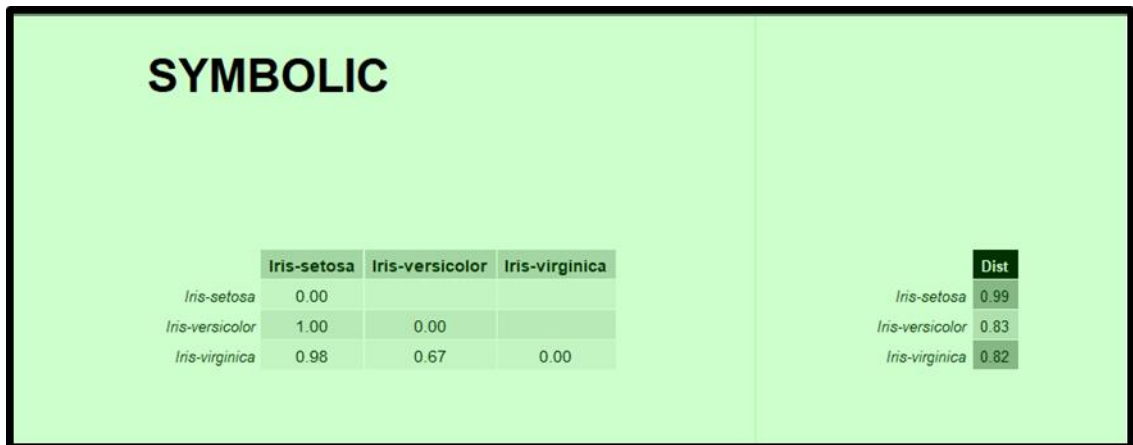 SYMBOLIC
Iris-setosa Iris-versicolor Iris-virginica
Iris-setosa 0.00
Iris-versicolor 1.00 0.00
Iris-virginica 0.98 0.67 0.00
Dist
Iris-setosa 0.99
Iris-versicolor 0.83
Iris-virginica 0.82